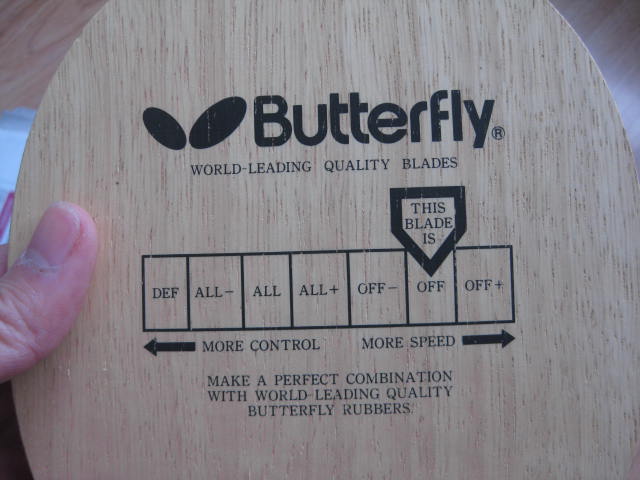 Butterfly®
WORLD-LEADING QUALITY BLADES
THIS
BLADE
IS
DEF ALL- ALL ALL+ OFF- OFF OFF+
MORE CONTROL MORE SPEED
MAKE A PERFECT COMBINATION
WITH WORLD-LEADING QUALITY
BUTTERFLY RUBBERS.